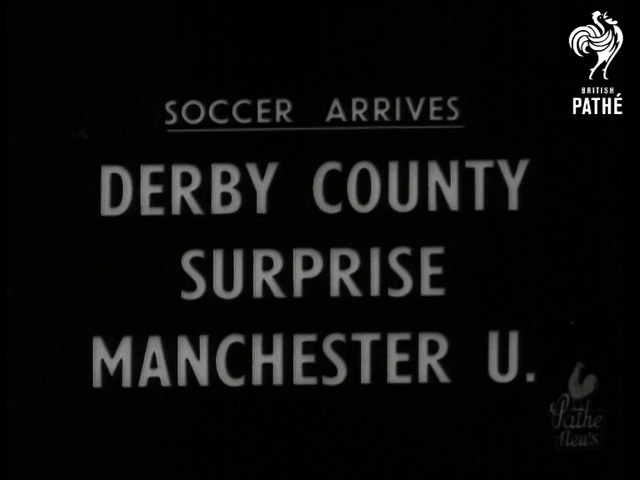 BRITISH
PATHÉ
SOCCER ARRIVES
DERBY COUNTY
SURPRISE
MANCHESTER U.
Pathe
News